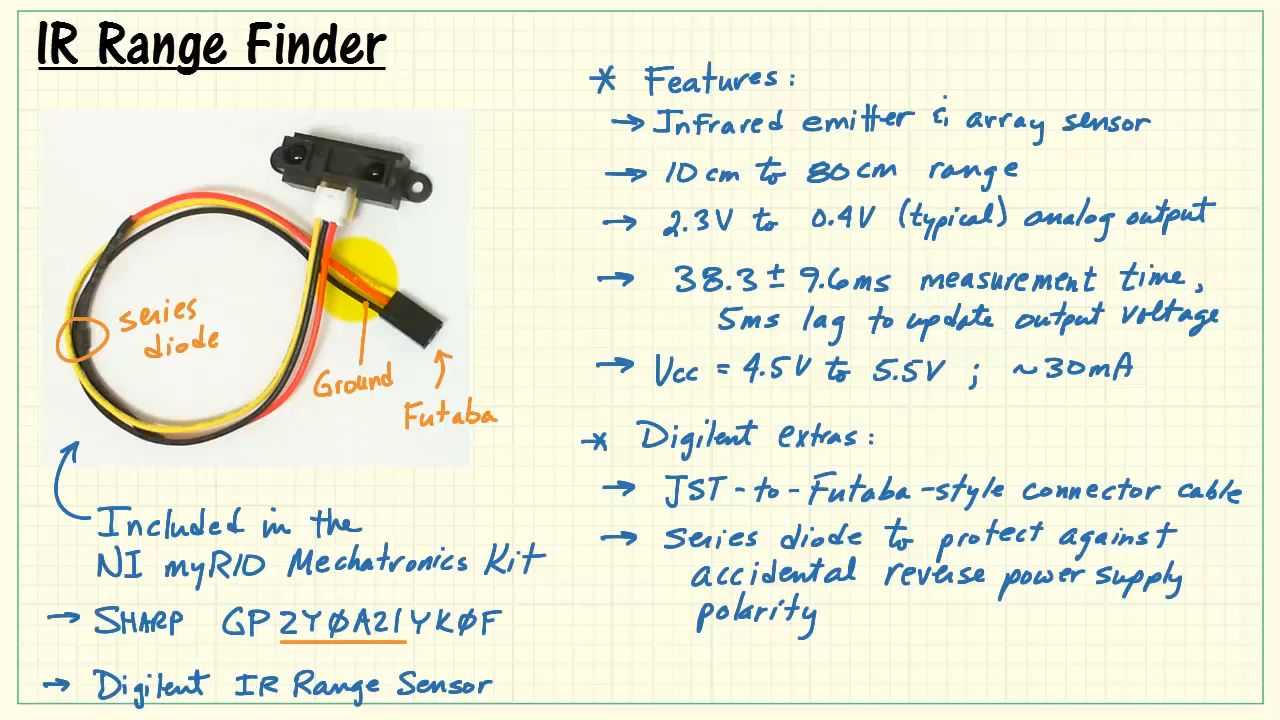 IR Range Finder
series
diode
Ground
Futaba
Included in the
NI myRIO Mechatronics Kit
→ SHARP GP2YØA21YKØF
→ Digilent IR Range Sensor
* Features:
→ Infrared emitter & array sensor
→ 10 cm to 80 cm range
→ 2.3V to 0.4V (typical) analog output
→ 38.3 ± 9.6ms measurement time,
5ms lag to update output voltage
→ Vcc = 4.5V to 5.5V ; ~30mA
* Digilent extras:
→ JST-to-Futaba-style connector cable
→ series diode to protect against
accidental reverse power supply
polarity